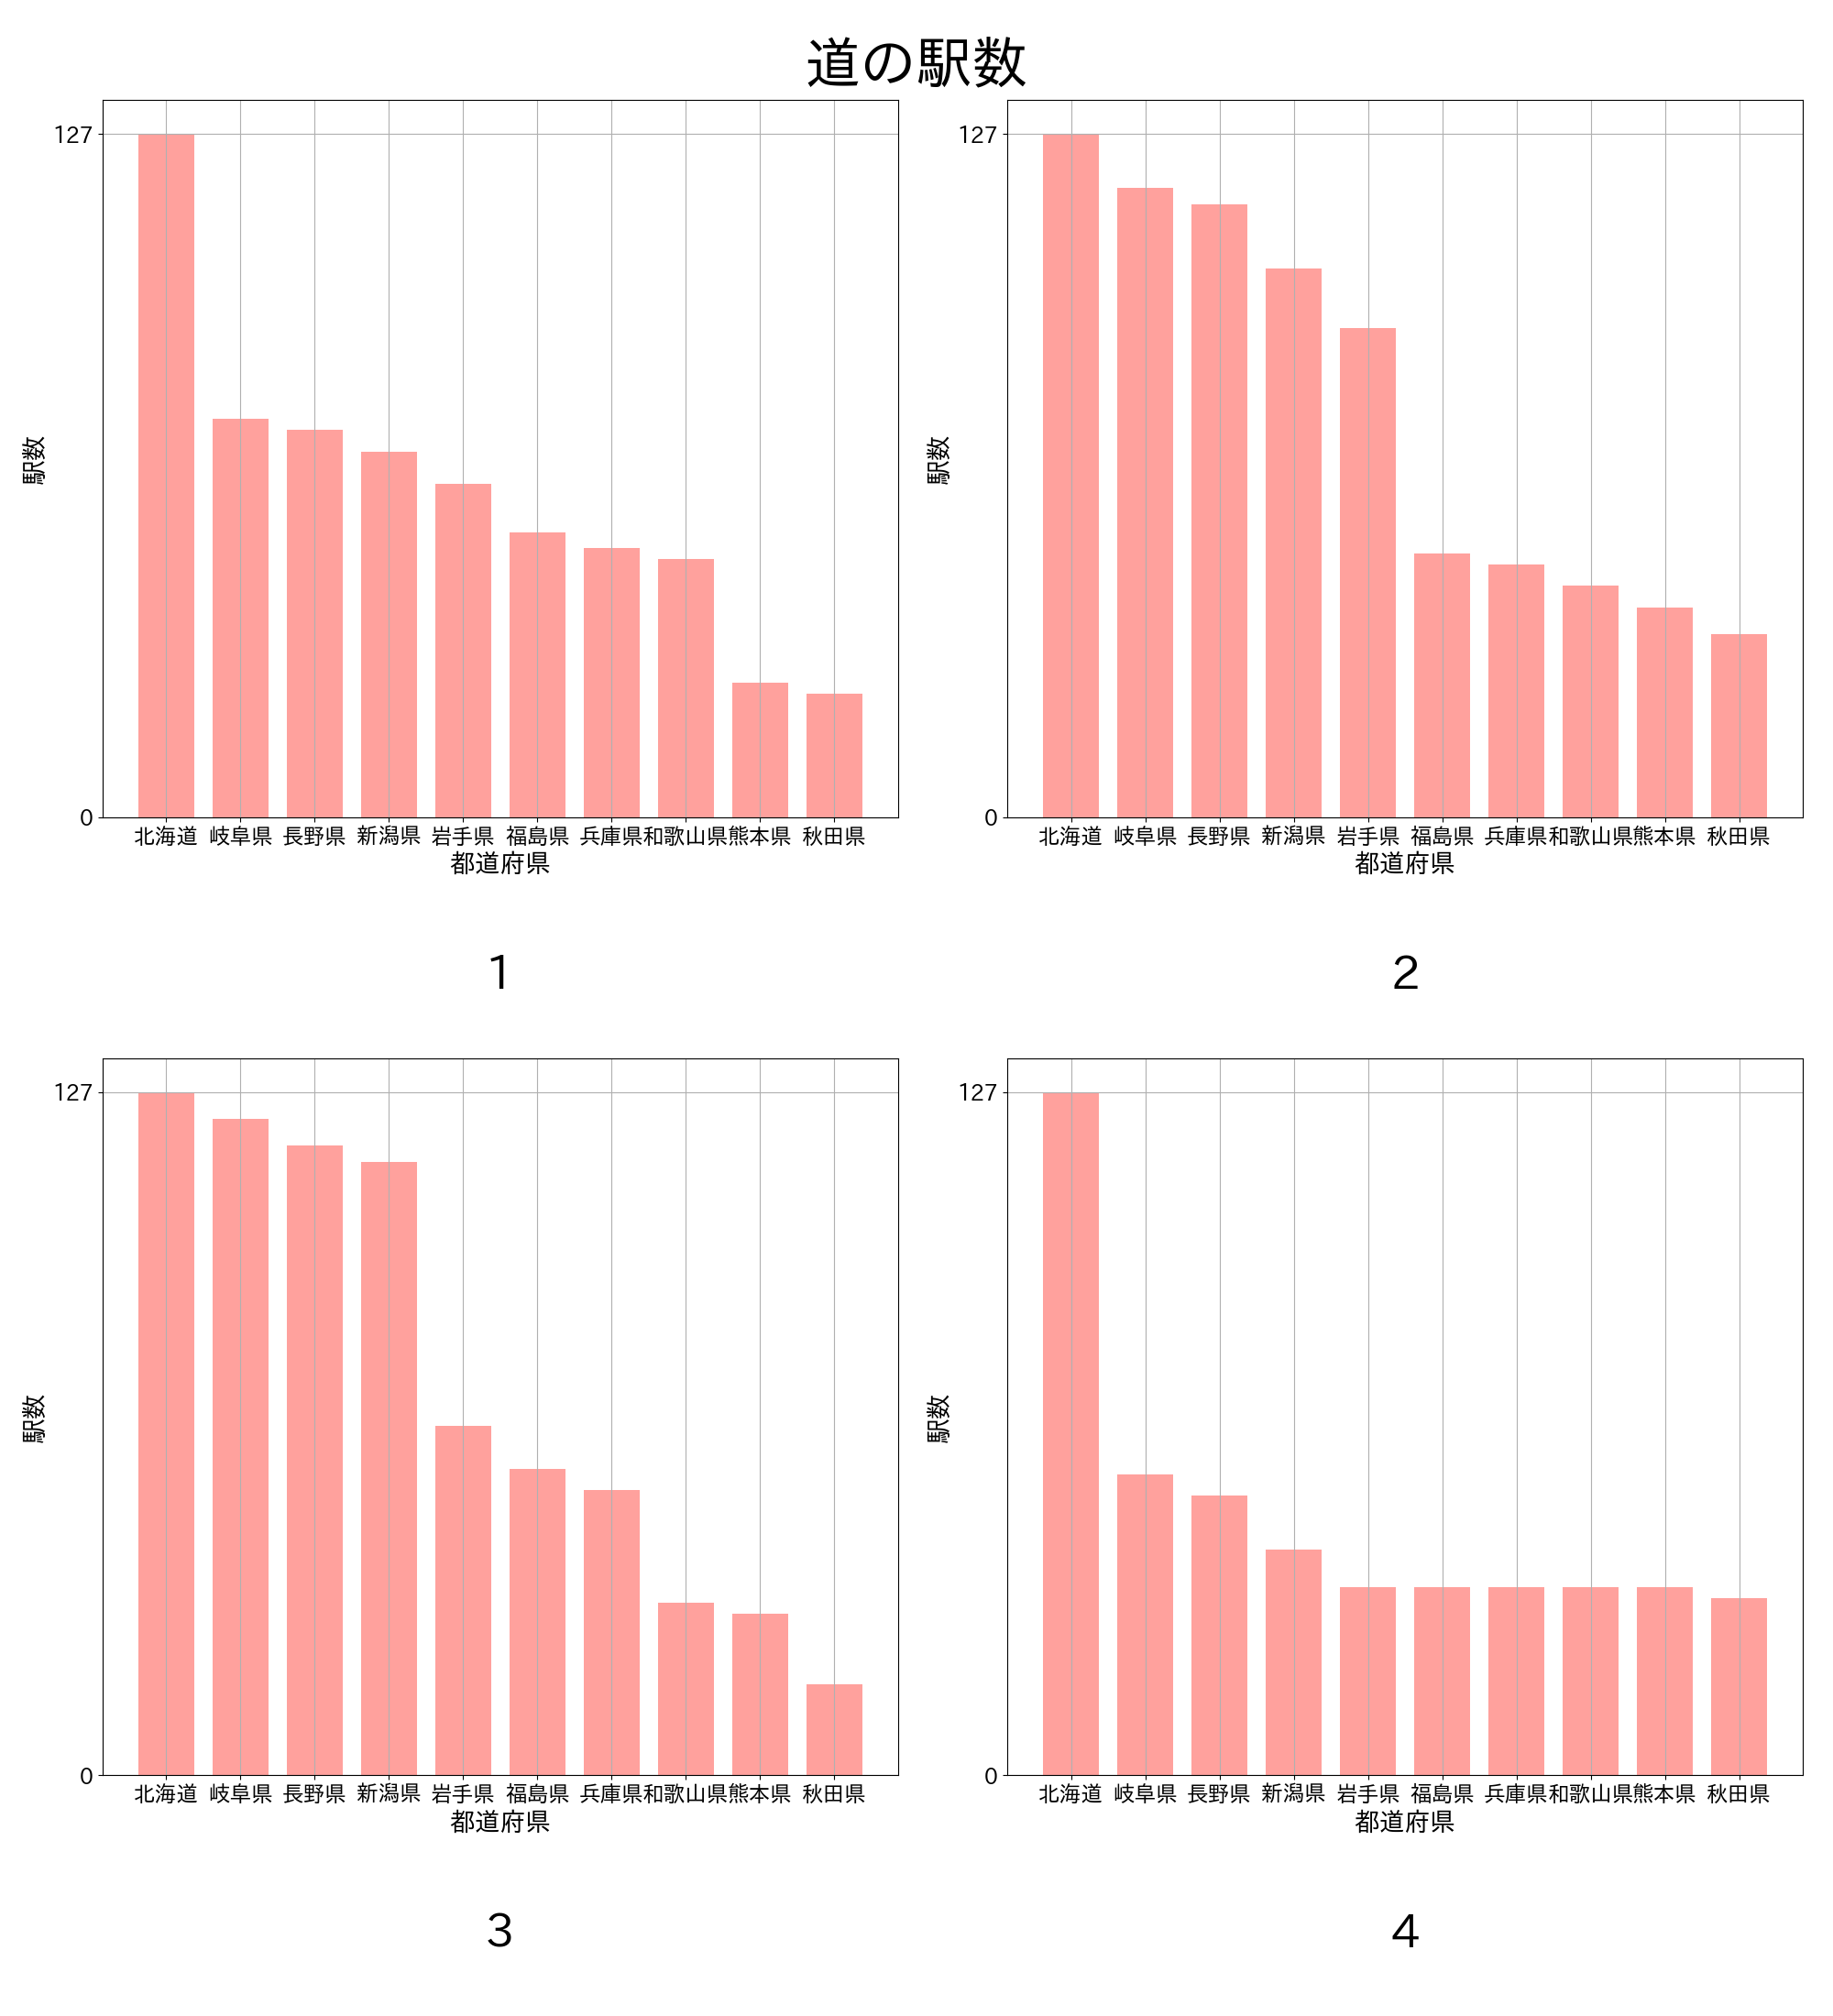 道の駅数
127
駅数
0
北海道 岐阜県 長野県 新潟県 岩手県 福島県 兵庫県 和歌山県 熊本県 秋田県
都道府県
1
127
駅数
0
北海道 岐阜県 長野県 新潟県 岩手県 福島県 兵庫県 和歌山県 熊本県 秋田県
都道府県
2
127
駅数
0
北海道 岐阜県 長野県 新潟県 岩手県 福島県 兵庫県 和歌山県 熊本県 秋田県
都道府県
3
127
駅数
0
北海道 岐阜県 長野県 新潟県 岩手県 福島県 兵庫県 和歌山県 熊本県 秋田県
都道府県
4